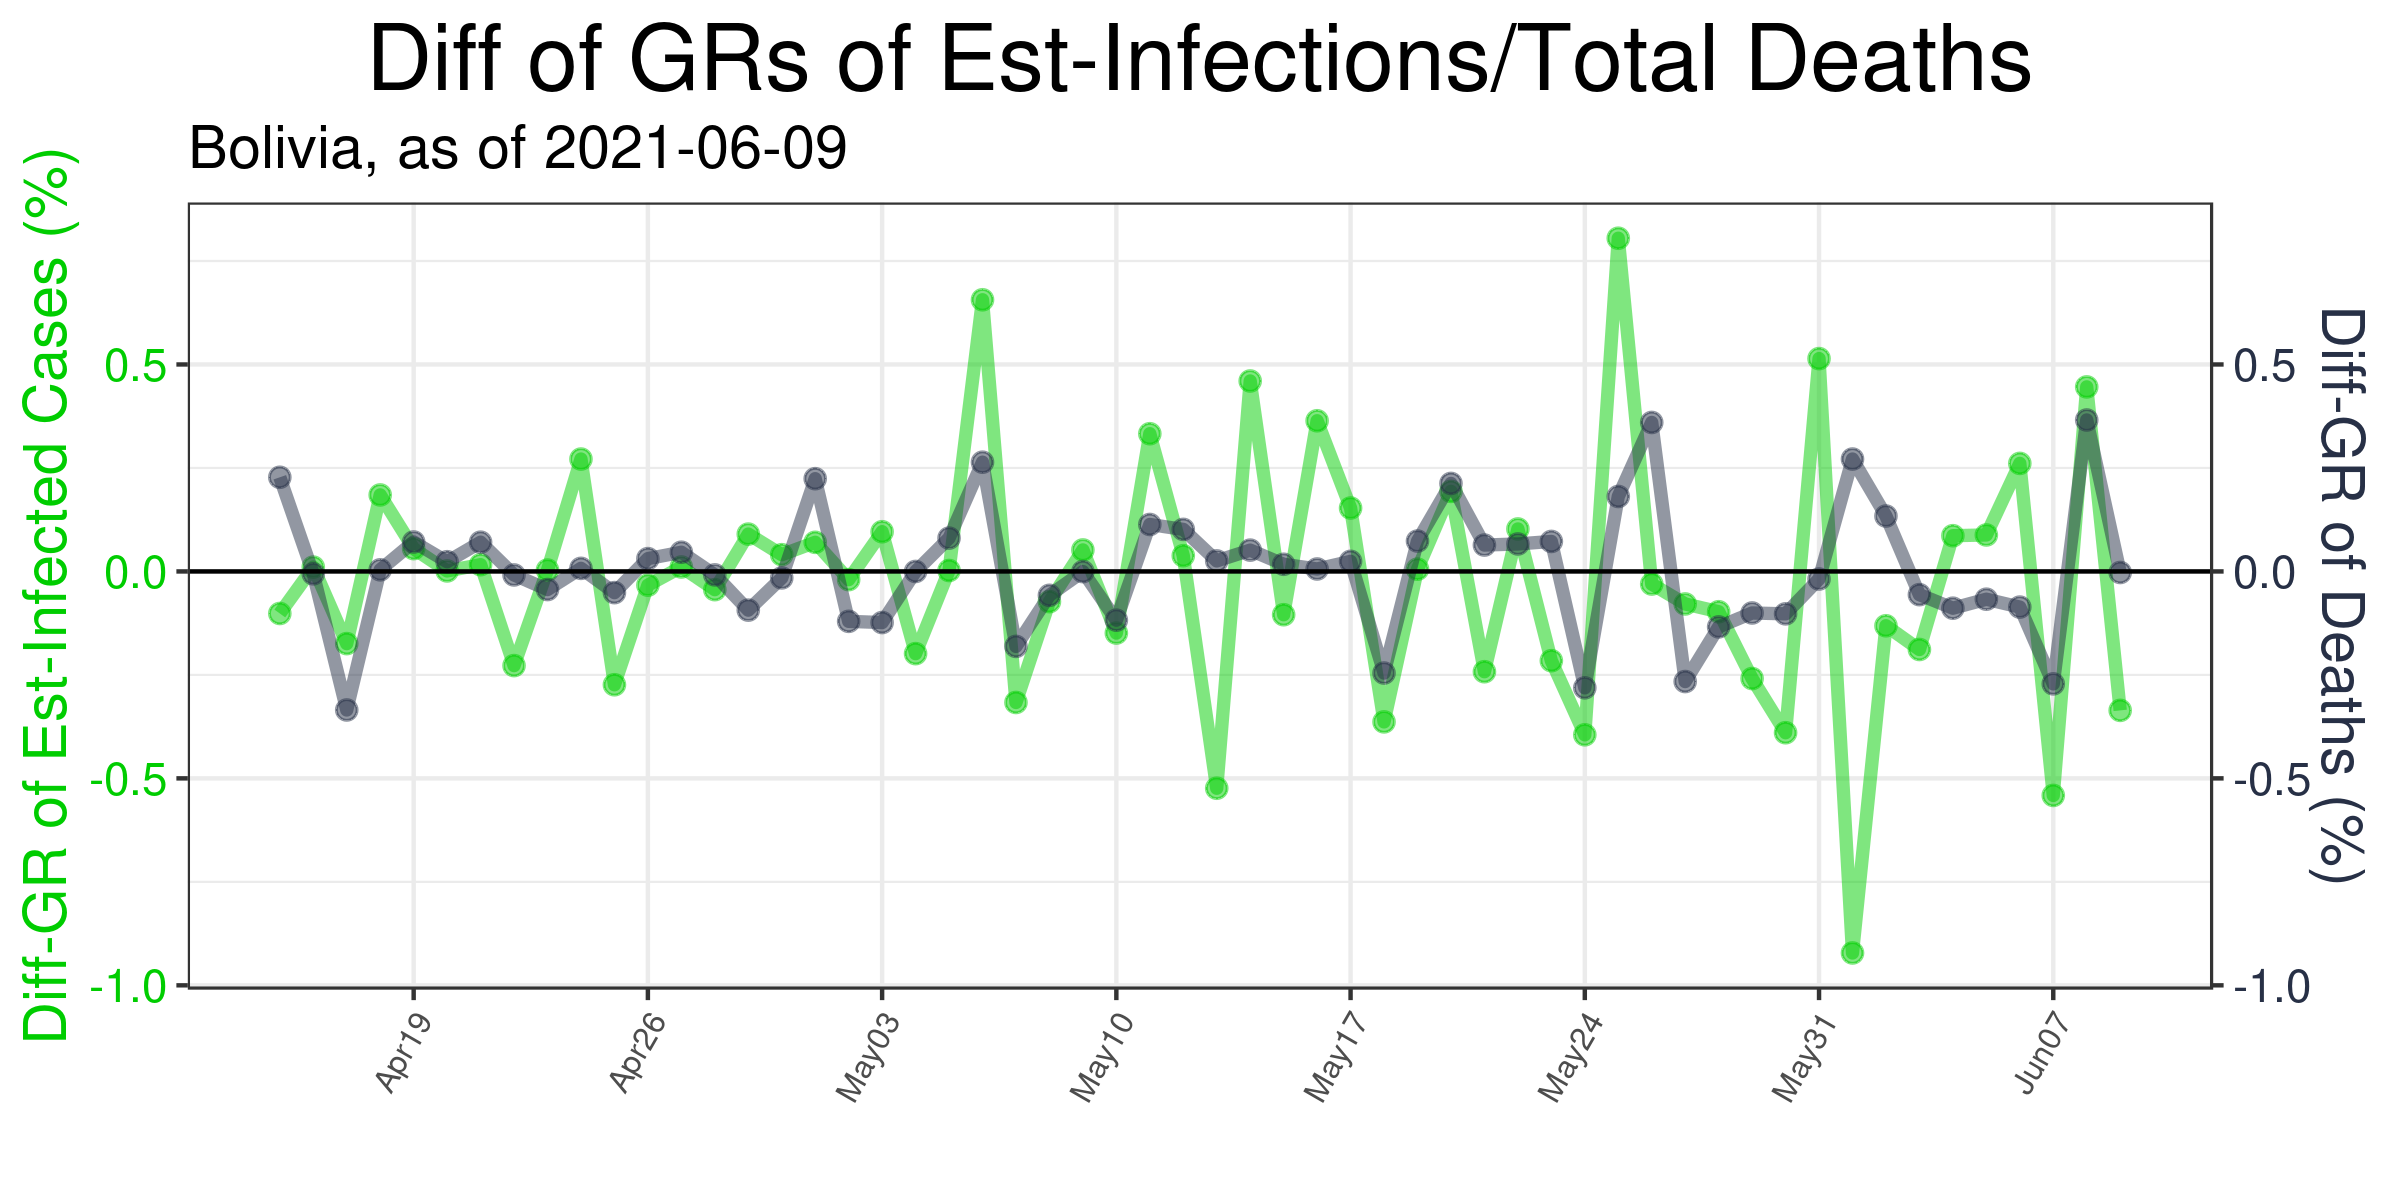 Diff of GRs of Est-Infections/Total Deaths
Bolivia, as of 2021-06-09
Diff-GR of Est-Infected Cases (%)
0.5
0.0
-0.5
-1.0
0.5
0.0
-0.5
-1.0
Diff-GR of Deaths (%)
Apr19
Apr26
May03
May10
May17
May24
May31
Jun07